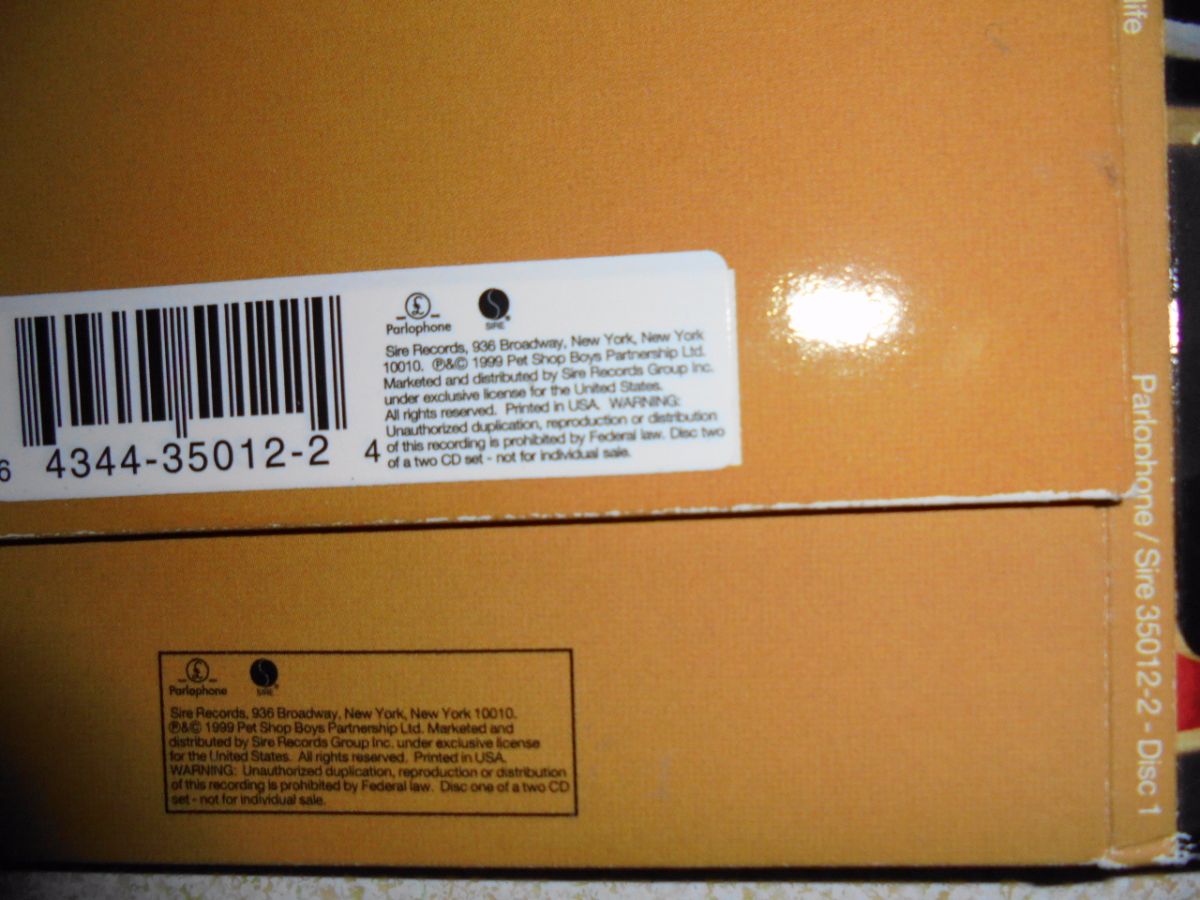 life
Parlophone
SIRE
Sire Records, 936 Broadway, New York, New York
10010. ℗&© 1999 Pet Shop Boys Partnership Ltd.
Marketed and distributed by Sire Records Group Inc.
under exclusive license for the United States.
All rights reserved. Printed in USA. WARNING:
Unauthorized duplication, reproduction or distribution
of this recording is prohibited by Federal law. Disc two
of a two CD set - not for individual sale.
6 4344-35012-2 4
Parlophone / Sire 35012-2 - Disc 1
Parlophone
SIRE
Sire Records, 936 Broadway, New York, New York 10010.
℗&© 1999 Pet Shop Boys Partnership Ltd. Marketed and
distributed by Sire Records Group Inc. under exclusive license
for the United States. All rights reserved. Printed in USA.
WARNING: Unauthorized duplication, reproduction or distribution
of this recording is prohibited by Federal law. Disc one of a two CD
set - not for individual sale.